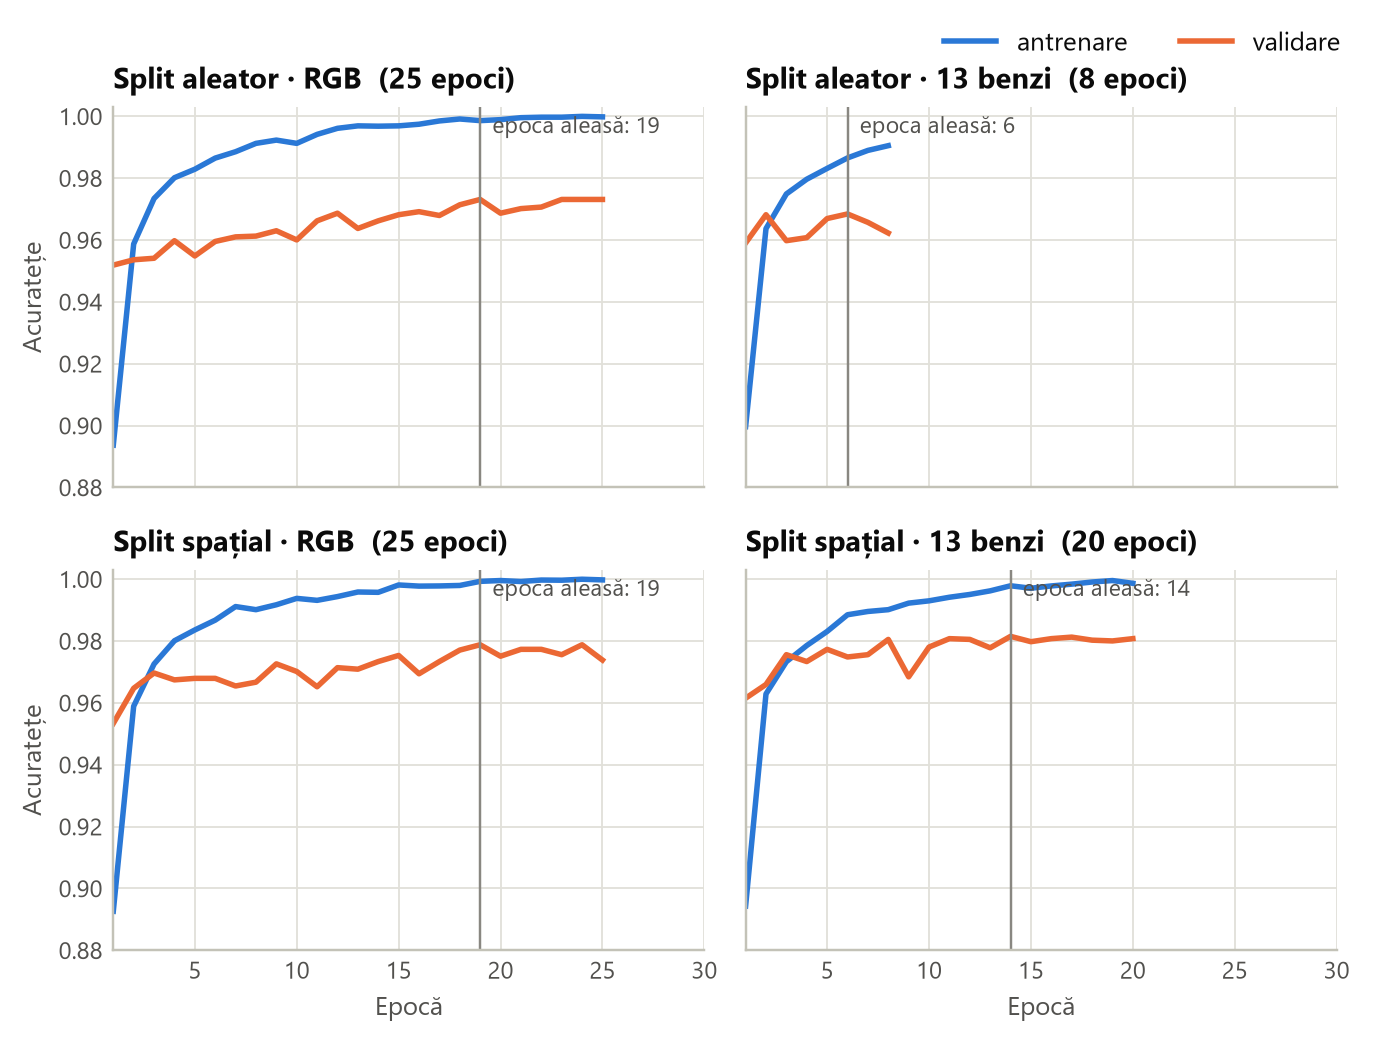 antrenare validare
Split aleator · RGB (25 epoci) Split aleator · 13 benzi (8 epoci)
epoca aleasă: 19 epoca aleasă: 6
1.00
0.98
0.96
0.94
0.92
0.90
0.88
Acuratețe
Split spațial · RGB (25 epoci) Split spațial · 13 benzi (20 epoci)
epoca aleasă: 19 epoca aleasă: 14
1.00
0.98
0.96
0.94
0.92
0.90
0.88
Acuratețe
5 10 15 20 25 30 5 10 15 20 25 30
Epocă Epocă